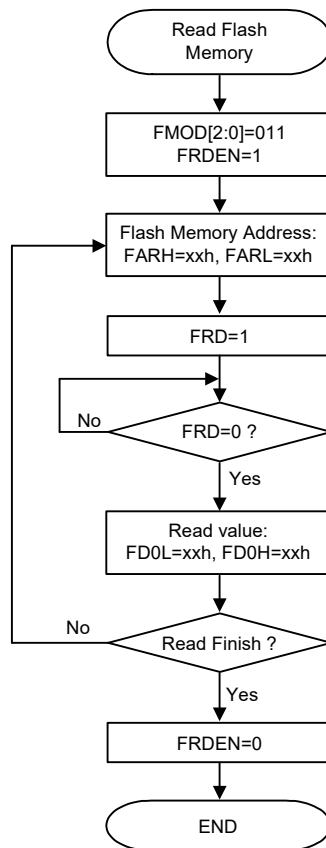 Read Flash
Memory
FMOD[2:0]=011
FRDEN=1
Flash Memory Address:
FARH=xxh, FARL=xxh
FRD=1
No
FRD=0 ?
Yes
Read value:
FD0L=xxh, FD0H=xxh
No
Read Finish ?
Yes
FRDEN=0
END